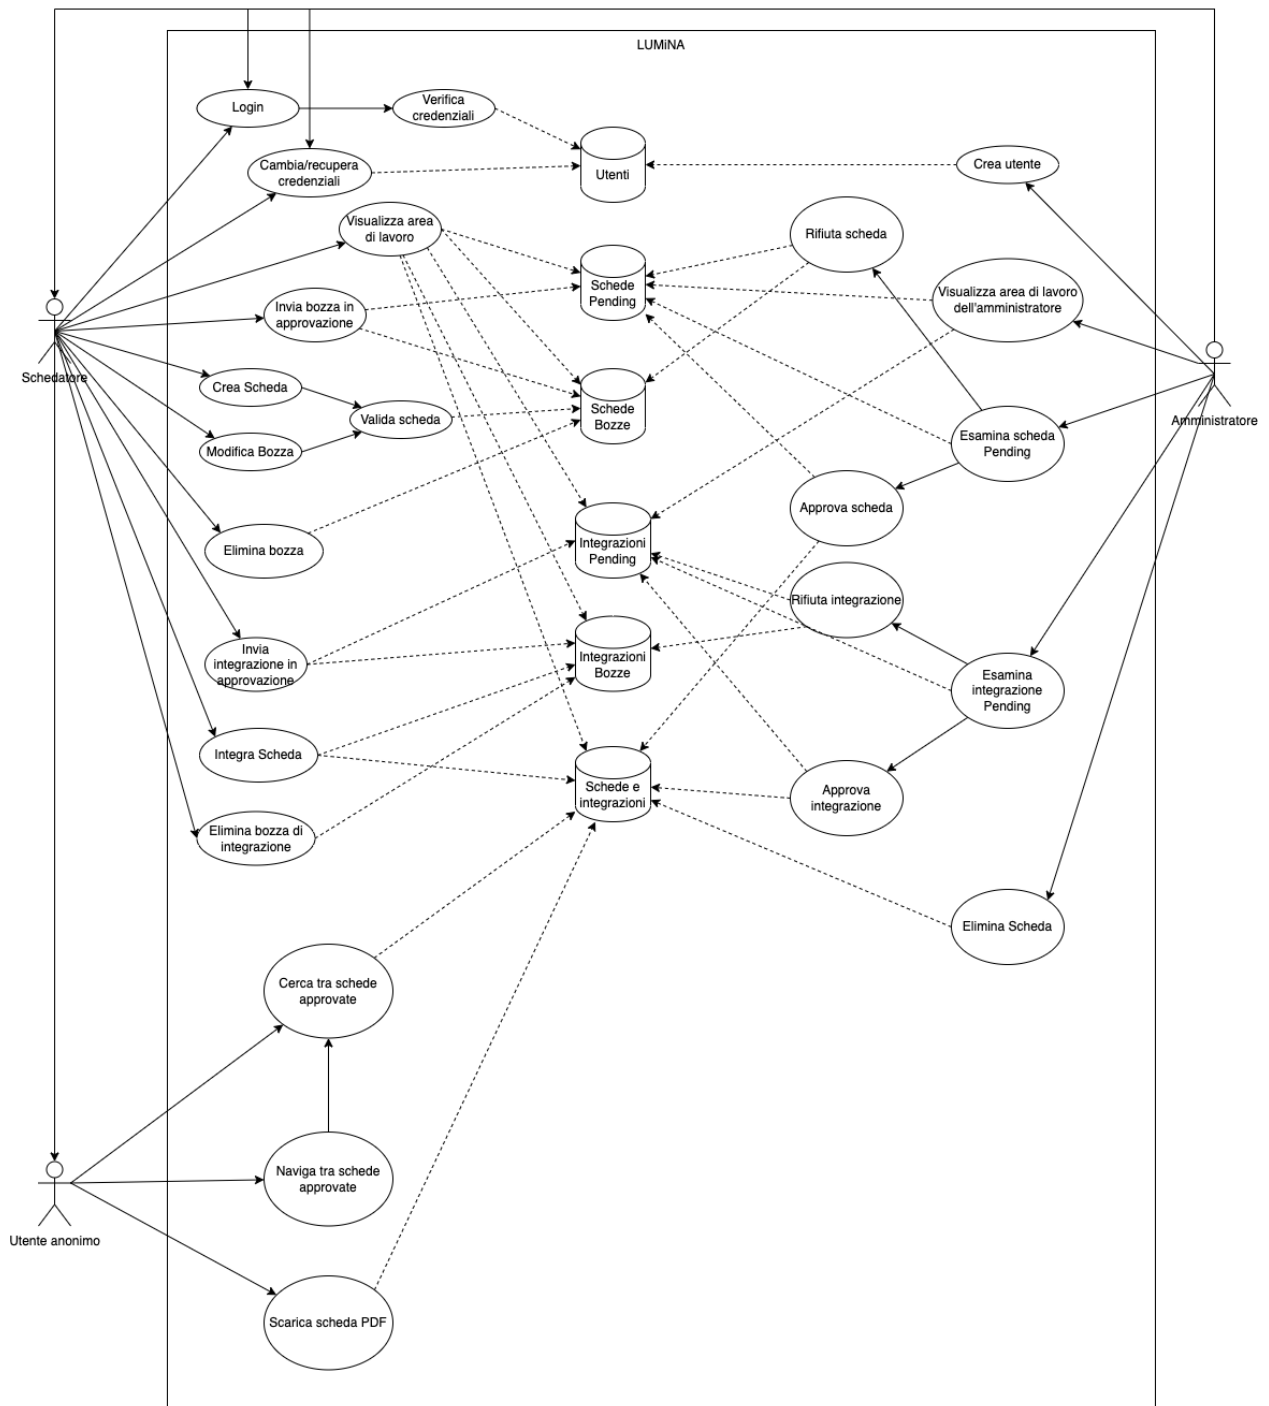 LUMiNA
Login
Verifica
credenziali
Cambia/recupera
credenziali
Utenti
Crea utente
Visualizza area
di lavoro
Rifiuta scheda
Schede
Pending
Visualizza area di lavoro
dell'amministratore
Invia bozza in
approvazione
Schedatore
Crea Scheda
Valida scheda
Schede
Bozze
Amministratore
Modifica Bozza
Esamina scheda
Pending
Approva scheda
Elimina bozza
Integrazioni
Pending
Rifiuta integrazione
Invia
integrazione in
approvazione
Integrazioni
Bozze
Esamina
integrazione
Pending
Integra Scheda
Schede e
integrazioni
Approva
integrazione
Elimina bozza di
integrazione
Elimina Scheda
Cerca tra schede
approvate
Naviga tra schede
approvate
Utente anonimo
Scarica scheda PDF